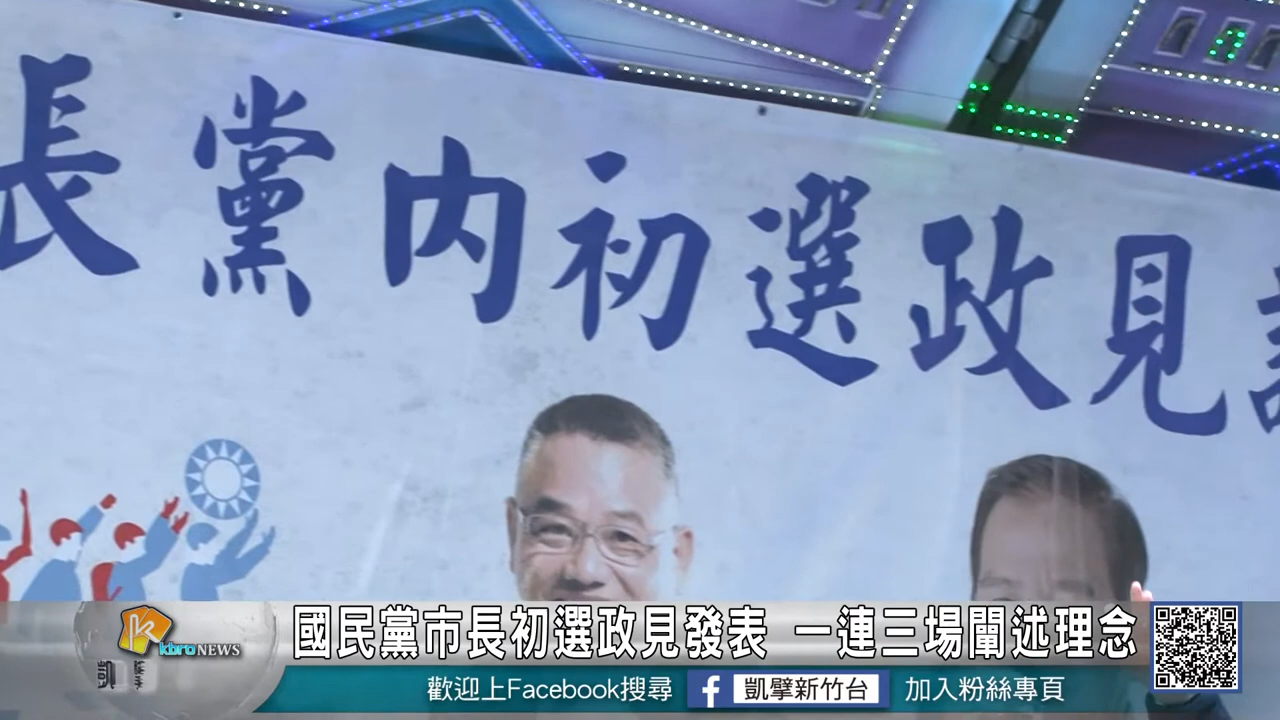 長黨内初選政見
國民黨市長初選政見發表 一連三場闡述理念
kbro NEWS
凱擘
歡迎上Facebook搜尋 f 凱擘新竹台 加入粉絲專頁